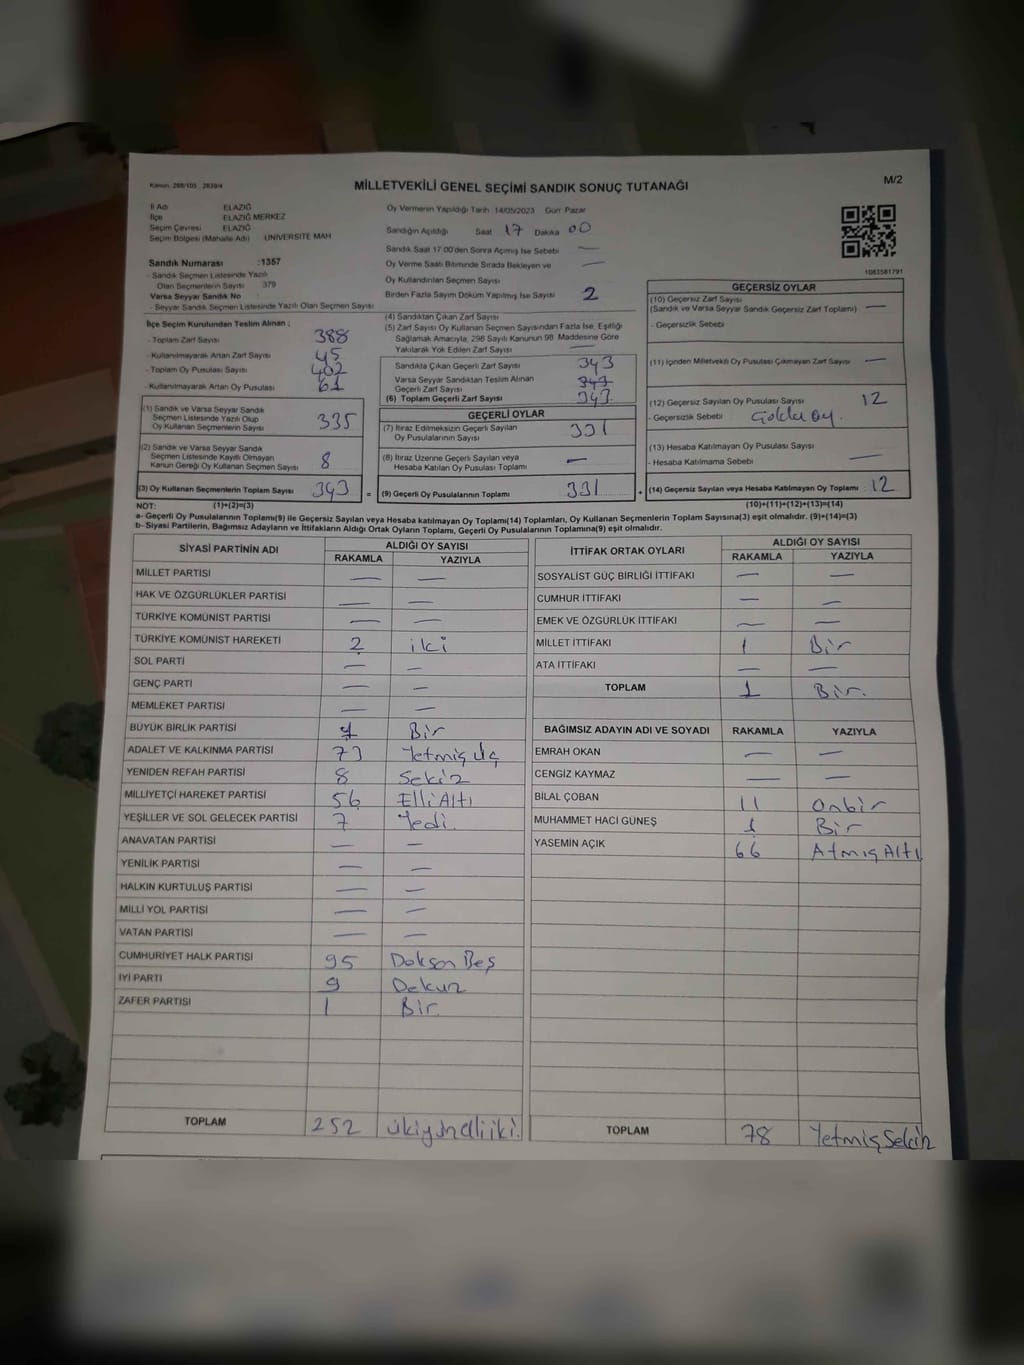 Kanun, 298/105 , 2839/4
MİLLETVEKİLİ GENEL SEÇİMİ SANDIK SONUÇ TUTANAĞI
M/2
İl Adı ELAZIĞ
İlçe ELAZIĞ MERKEZ
Seçim Çevresi ELAZIĞ
Seçim Bölgesi (Mahalle Adı) UNIVERSITE MAH
Sandık Numarası :1357
- Sandık Seçmen Listesinde Yazılı
Olan Seçmenlerin Sayısı 379
Varsa Seyyar Sandık No
- Seyyar Sandık Seçmen Listesinde Yazılı Olan Seçmen Sayısı
Oy Vermenin Yapıldığı Tarih 14/05/2023 Gün Pazar
Sandığın Açıldığı Saat 17 Dakika 00
Sandık Saat 17:00'den Sonra Açılmış İse Sebebi —
Oy Verme Saati Bitiminde Sırada Bekleyen ve —
Oy Kullandırılan Seçmen Sayısı
Birden Fazla Sayım Döküm Yapılmış İse Sayısı 2
1083581791
İlçe Seçim Kurulundan Teslim Alınan ;
- Toplam Zarf Sayısı 388
- Kullanılmayarak Artan Zarf Sayısı 45
- Toplam Oy Pusulası Sayısı 402
- Kullanılmayarak Artan Oy Pusulası 61
(4) Sandıktan Çıkan Zarf Sayısı
(5) Zarf Sayısı Oy Kullanan Seçmen Sayısından Fazla İse, Eşitliği
Sağlamak Amacıyla, 298 Sayılı Kanunun 98. Maddesine Göre
Yakılarak Yok Edilen Zarf Sayısı —
Sandıkta Çıkan Geçerli Zarf Sayısı 343
Varsa Seyyar Sandıktan Teslim Alınan
Geçerli Zarf Sayısı 343
(6) Toplam Geçerli Zarf Sayısı 343
GEÇERSİZ OYLAR
(10) Geçersiz Zarf Sayısı
(Sandık ve Varsa Seyyar Sandık Geçersiz Zarf Toplamı) —
- Geçersizlik Sebebi
(11) İçinden Milletvekili Oy Pusulası Çıkmayan Zarf Sayısı —
(12) Geçersiz Sayılan Oy Pusulası Sayısı 12
- Geçersizlik Sebebi
(13) Hesaba Katılmayan Oy Pusulası Sayısı
- Hesaba Katılmama Sebebi —
(14) Geçersiz Sayılan veya Hesaba Katılmayan Oy Toplamı 12
(1) Sandık ve Varsa Seyyar Sandık
Seçmen Listesinde Yazılı Olup
Oy Kullanan Seçmenlerin Sayısı 335
(2) Sandık ve Varsa Seyyar Sandık
Seçmen Listesinde Kayıtlı Olmayan
Kanun Gereği Oy Kullanan Seçmen Sayısı 8
(3) Oy Kullanan Seçmenlerin Toplam Sayısı 343 =
GEÇERLİ OYLAR
(7) İtiraz Edilmeksizin Geçerli Sayılan
Oy Pusulalarının Sayısı 331
(8) İtiraz Üzerine Geçerli Sayılan veya
Hesaba Katılan Oy Pusulası Toplamı —
(9) Geçerli Oy Pusulalarının Toplamı 331 +
NOT: (1)+(2)=(3)
(10)+(11)+(12)+(13)=(14)
a- Geçerli Oy Pusulalarının Toplamı(9) ile Geçersiz Sayılan veya Hesaba katılmayan Oy Toplamı(14) Toplamları, Oy Kullanan Seçmenlerin Toplam Sayısına(3) eşit olmalıdır. (9)+(14)=(3)
b- Siyasi Partilerin, Bağımsız Adayların ve İttifakların Aldığı Ortak Oyların Toplamı, Geçerli Oy Pusulalarının Toplamına(9) eşit olmalıdır.
SİYASİ PARTİNİN ADI ALDIĞI OY SAYISI
RAKAMLA YAZIYLA
MİLLET PARTİSİ — —
HAK VE ÖZGÜRLÜKLER PARTİSİ — —
TÜRKİYE KOMÜNİST PARTİSİ — —
TÜRKİYE KOMÜNİST HAREKETİ 2 iki
SOL PARTİ — —
GENÇ PARTİ — —
MEMLEKET PARTİSİ — —
BÜYÜK BİRLİK PARTİSİ 1 Bir
ADALET VE KALKINMA PARTİSİ 73 Yetmiş Üç
YENİDEN REFAH PARTİSİ 8 Sekiz
MİLLİYETÇİ HAREKET PARTİSİ 56 Elli Altı
YEŞİLLER VE SOL GELECEK PARTİSİ 7 Yedi.
ANAVATAN PARTİSİ — —
YENİLİK PARTİSİ — —
HALKIN KURTULUŞ PARTİSİ — —
MİLLİ YOL PARTİSİ — —
VATAN PARTİSİ — —
CUMHURİYET HALK PARTİSİ 95 Doksan Beş
İYİ PARTİ 9 Dokuz
ZAFER PARTİSİ 1 Bir
TOPLAM 252 ikiyüzelliiki.
İTTİFAK ORTAK OYLARI ALDIĞI OY SAYISI
RAKAMLA YAZIYLA
SOSYALİST GÜÇ BİRLİĞİ İTTİFAKI — —
CUMHUR İTTİFAKI — —
EMEK VE ÖZGÜRLÜK İTTİFAKI — —
MİLLET İTTİFAKI 1 Bir
ATA İTTİFAKI — —
TOPLAM 1 Bir.
BAĞIMSIZ ADAYIN ADI VE SOYADI RAKAMLA YAZIYLA
EMRAH OKAN — —
CENGİZ KAYMAZ — —
BİLAL ÇOBAN 11 Onbir
MUHAMMET HACI GÜNEŞ 1 Bir
YASEMİN AÇIK 66 Atmış Altı
TOPLAM 78 Yetmiş Sekiz